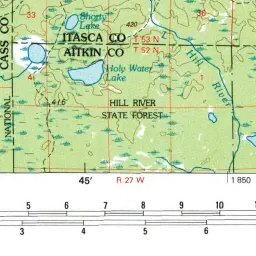 33
Shorty
Lake
420
36
CASS CO.
ITASCA CO
T 53 N
AITKIN CO
T 52 N
Hill River
4
Holy Water
Lake
1
416
HILL RIVER
STATE FOREST
NATIONAL
45'
R 27 W
1 850
5 6 7 8 9 10 1
3 4 5 6